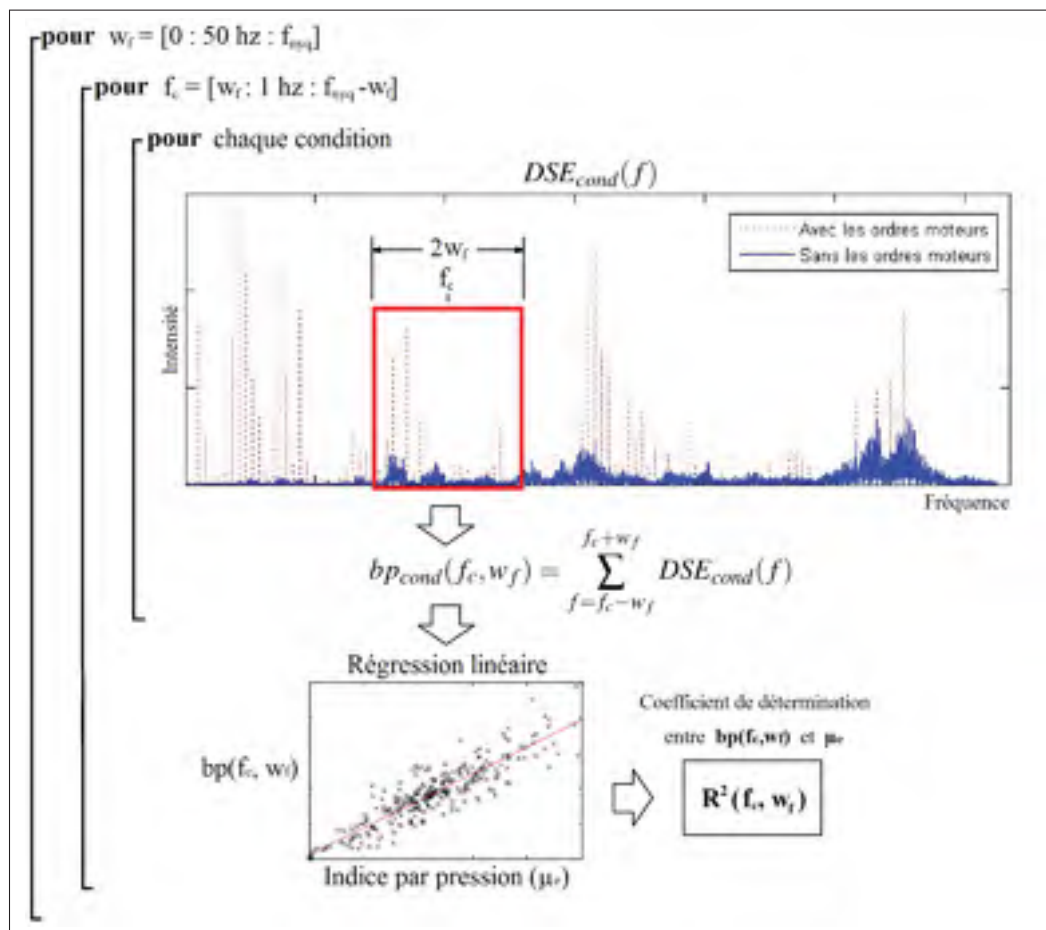 pour w_f = [0 : 50 hz : f_nyq]
pour f_c = [w_f : 1 hz : f_nyq - w_f]
pour chaque condition
DSE_cond(f)
Avec les ordres moteurs
Sans les ordres moteurs
2w_f
f_c
Intensité
Fréquence
bp_cond(f_c, w_f) = ∑_{f=f_c-w_f}^{f_c+w_f} DSE_cond(f)
Régression linéaire
bp(f_c, w_f)
Indice par pression (μ_e)
Coefficient de détermination
entre bp(f_c,w_f) et μ_e
R²(f_c, w_f)